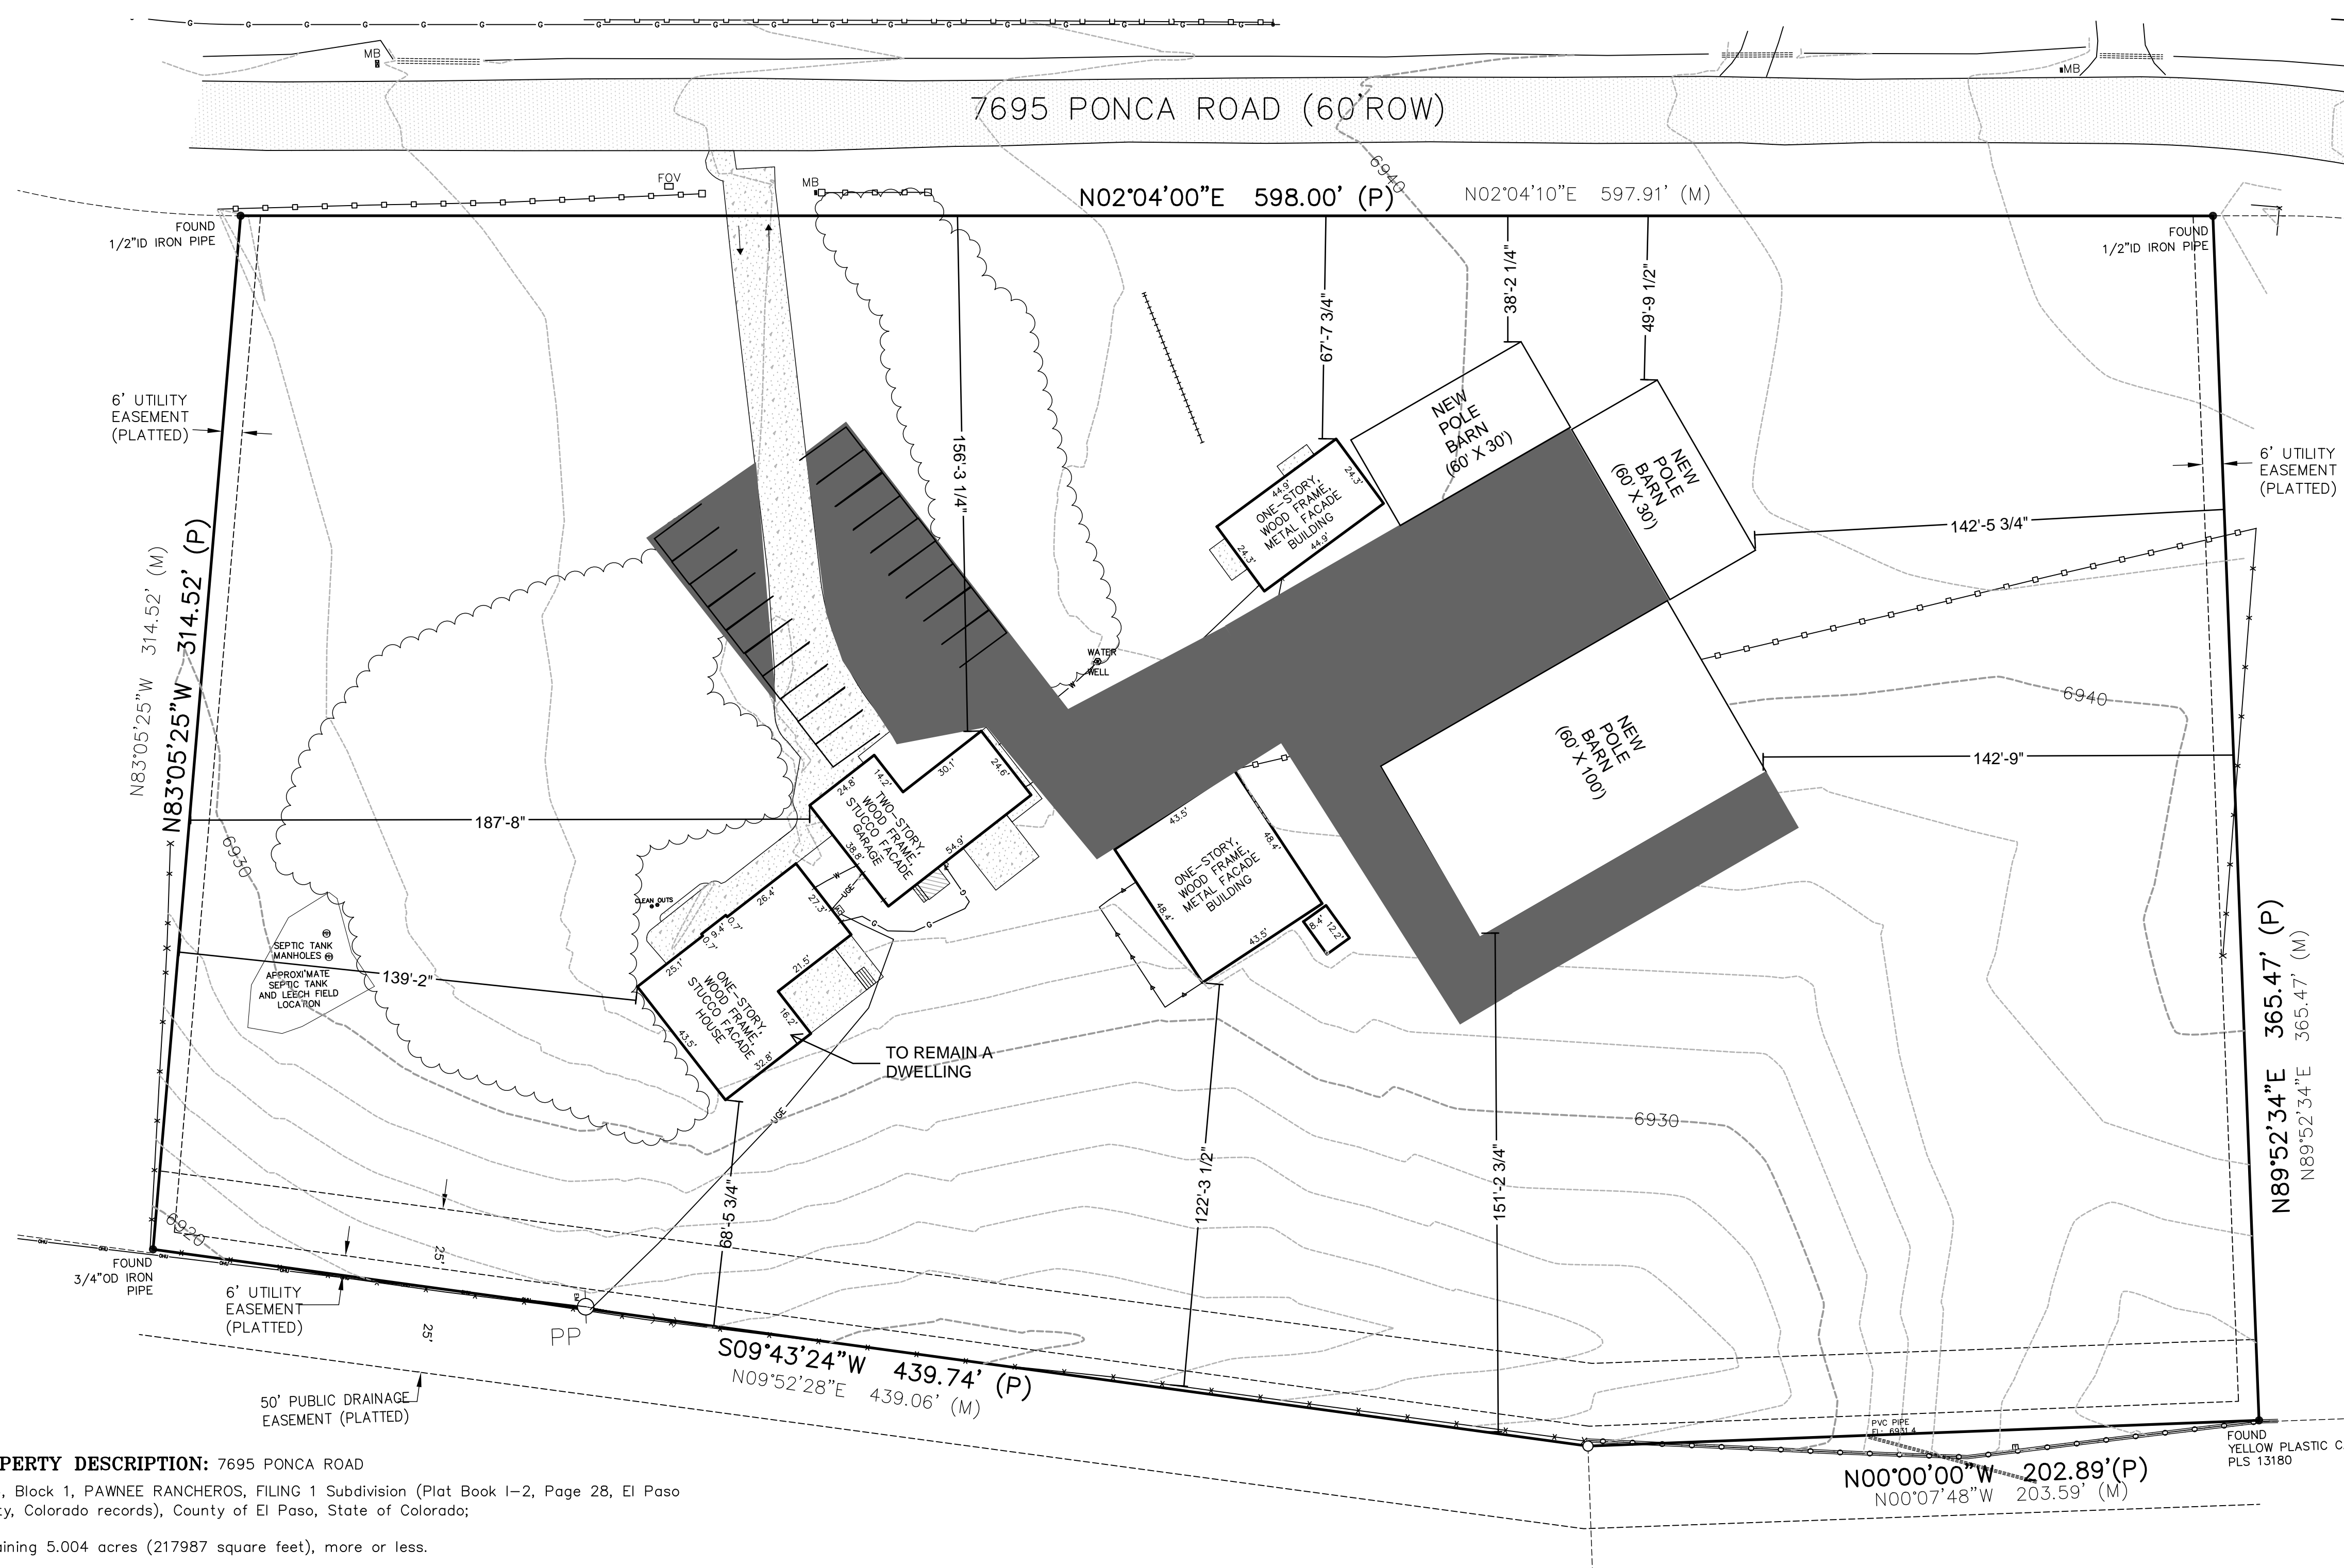 G G G G G G G G G G G G G G G G G G G
MB
MB
7695 PONCA ROAD (60'ROW)
FOV
MB
6940
N02°04'00"E 598.00' (P)
N02°04'10"E 597.91' (M)
FOUND
1/2"ID IRON PIPE
FOUND
1/2"ID IRON PIPE
38'-2 1/4"
49'-9 1/2"
67'-7 3/4"
156'-3 1/4"
6' UTILITY
EASEMENT
(PLATTED)
6' UTILITY
EASEMENT
(PLATTED)
NEW
POLE
BARN
(60' X 30')
NEW
POLE
BARN
(60' X 30')
44.9'
24.3'
ONE-STORY,
WOOD FRAME,
METAL FACADE
BUILDING
24.3'
44.9'
142'-5 3/4"
N83°05'25"W 314.52' (M)
N83°05'25"W 314.52' (P)
WATER
WELL
W
6940
NEW
POLE
BARN
(60' X 100')
142'-9"
187'-8"
6930
24.8'
14.2'
30.1'
24.6'
TWO-STORY,
WOOD FRAME,
STUCCO FACADE
GARAGE
38.8'
54.9'
43.5'
48.4'
ONE-STORY,
WOOD FRAME,
METAL FACADE
BUILDING
48.4'
43.5'
8.4'
12.2'
CLEAN OUTS
W
UGE
G
G
26.4'
27.3'
0.7'
9.4'
0.7'
25.1'
21.5'
ONE-STORY,
WOOD FRAME,
STUCCO FACADE
HOUSE
16.2'
43.5'
32.8'
SEPTIC TANK
MANHOLES
APPROXIMATE
SEPTIC TANK
AND LEECH FIELD
LOCATION
139'-2"
TO REMAIN A
DWELLING
UGE
N89°52'34"E 365.47' (P)
N89°52'34"E 365.47' (M)
6930
68'-5 3/4"
122'-3 1/2"
151'-2 3/4"
6920
25'
FOUND
3/4"OD IRON
PIPE
6' UTILITY
EASEMENT
(PLATTED)
25'
PP
S09°43'24"W 439.74' (P)
N09°52'28"E 439.06' (M)
50' PUBLIC DRAINAGE
EASEMENT (PLATTED)
PVC PIPE
EL: 6931.4
FOUND
YELLOW PLASTIC C
PLS 13180
N00°00'00"W 202.89'(P)
N00°07'48"W 203.59' (M)
PERTY DESCRIPTION: 7695 PONCA ROAD
, Block 1, PAWNEE RANCHEROS, FILING 1 Subdivision (Plat Book I-2, Page 28, El Paso
ty, Colorado records), County of El Paso, State of Colorado;
aining 5.004 acres (217987 square feet), more or less.